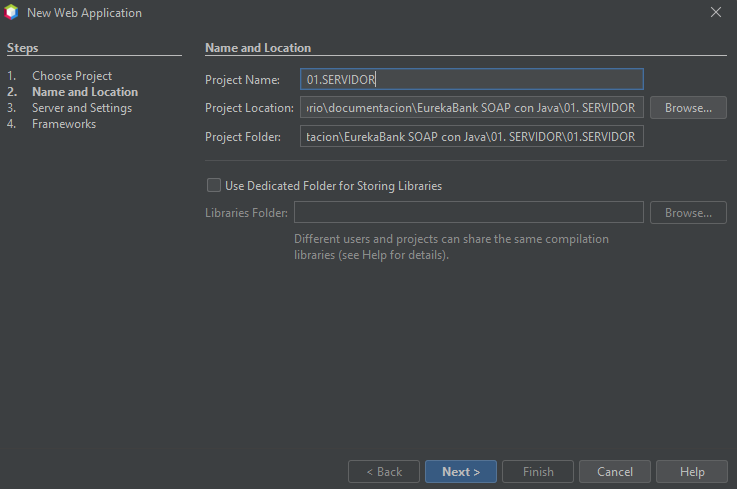 New Web Application
Steps
1. Choose Project
2. Name and Location
3. Server and Settings
4. Frameworks
Name and Location
Project Name: 01.SERVIDOR
Project Location: rio\documentacion\EurekaBank SOAP con Java\01. SERVIDOR Browse...
Project Folder: tacion\EurekaBank SOAP con Java\01. SERVIDOR\01.SERVIDOR
Use Dedicated Folder for Storing Libraries
Libraries Folder: Browse...
Different users and projects can share the same compilation
libraries (see Help for details).
< Back Next > Finish Cancel Help